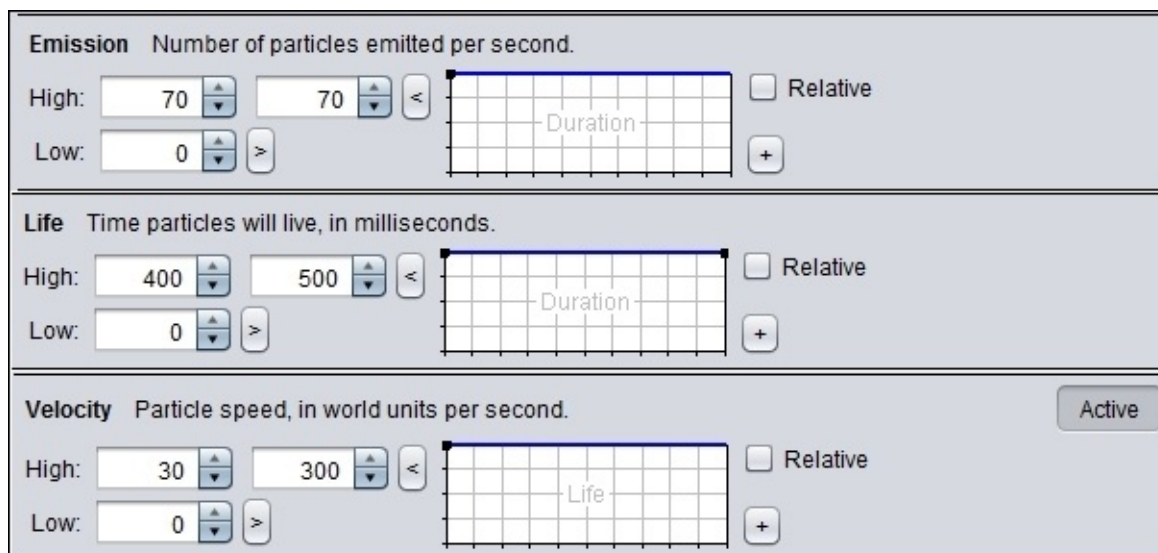 Emission Number of particles emitted per second.
High: 70 70 < Duration Relative
Low: 0 > +
Life Time particles will live, in milliseconds.
High: 400 500 < Duration Relative
Low: 0 > +
Velocity Particle speed, in world units per second. Active
High: 30 300 < Life Relative
Low: 0 > +